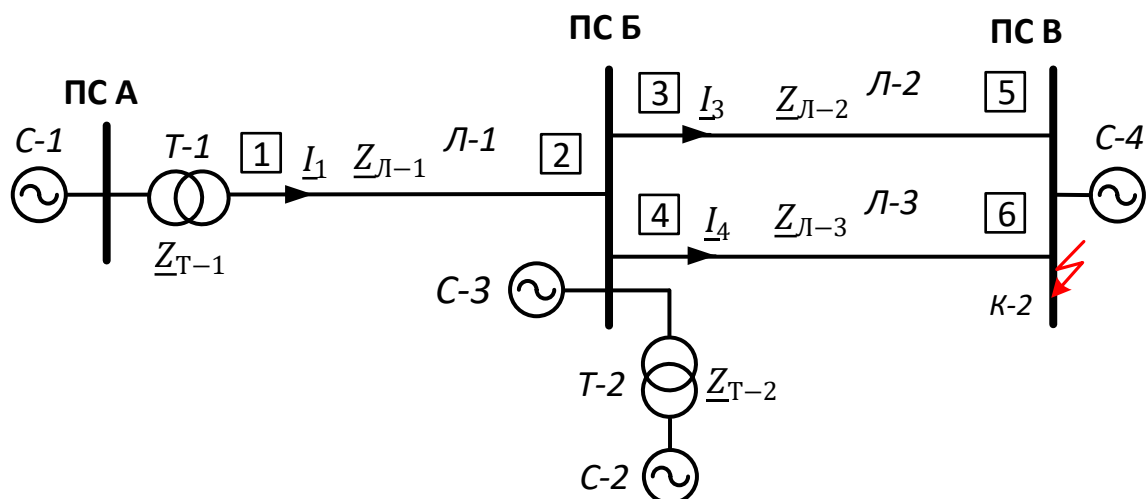 ПС А
ПС Б
ПС В
С-1
Т-1
1
I1
ZЛ−1
Л-1
2
ZТ−1
3
I3
ZЛ−2
Л-2
5
4
I4
ZЛ−3
Л-3
6
С-4
С-3
К-2
Т-2
ZТ−2
С-2